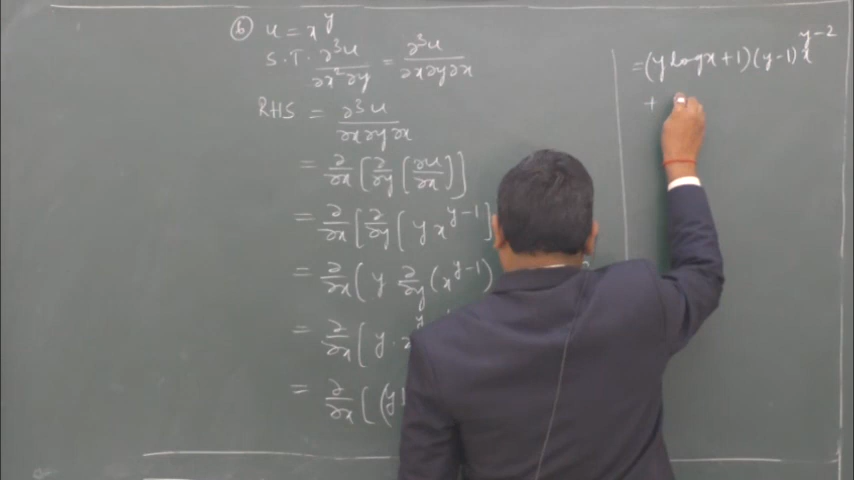 (6) u = x^y
S.T. ∂³u/∂x²∂y = ∂³u/∂x∂y∂x
RHS = ∂³u/∂x∂y∂x
= ∂/∂x [∂/∂y [∂u/∂x]]
= ∂/∂x [∂/∂y [y x^{y-1}]
= ∂/∂x (y ∂/∂y (x^{y-1})
= ∂/∂x [y ·
= ∂/∂x [(y
= (y log x + 1)(y-1) x^{y-2}
+